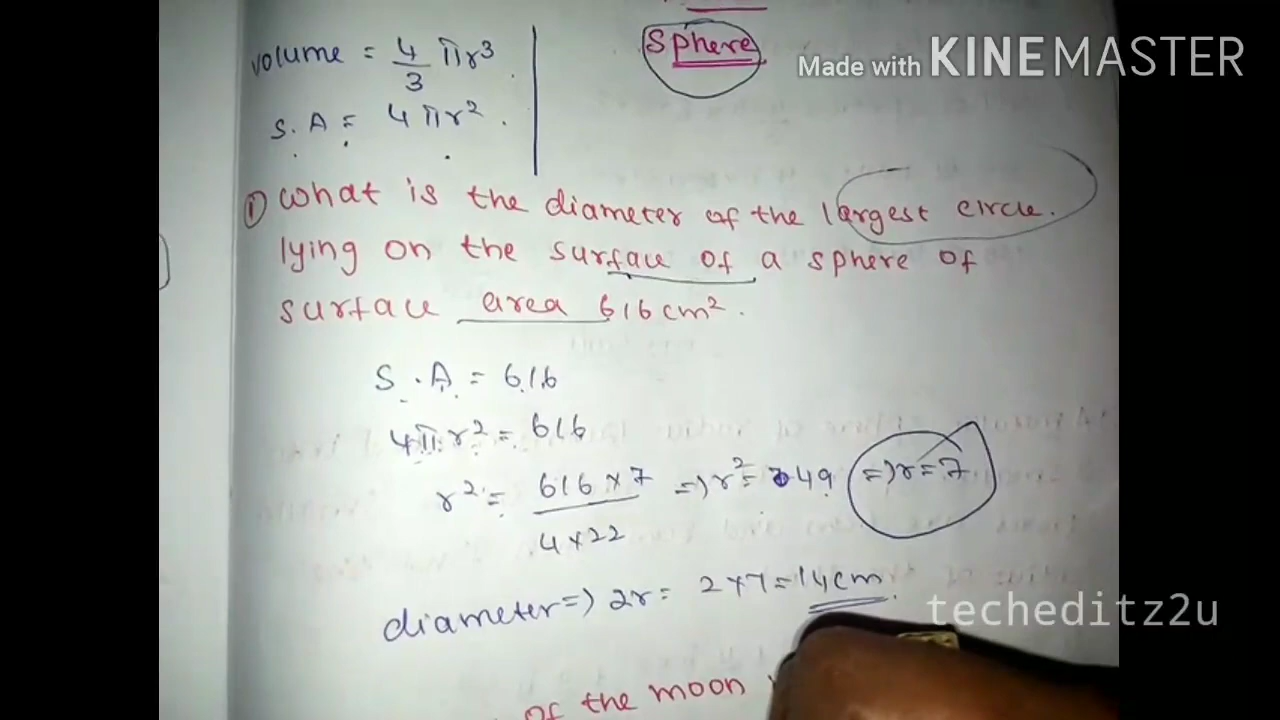 Sphere
Made with KINEMASTER
volume = 4/3 πr³
S.A = 4πr².
① What is the diameter of the largest circle.
lying on the surface of a sphere of
surface area 616cm².
S.A = 616
4πr² = 616
r² = 616×7 / 4×22 => r² = 49 => r = 7
diameter => 2r = 2×7 = 14cm
techeditz2u
of the moon